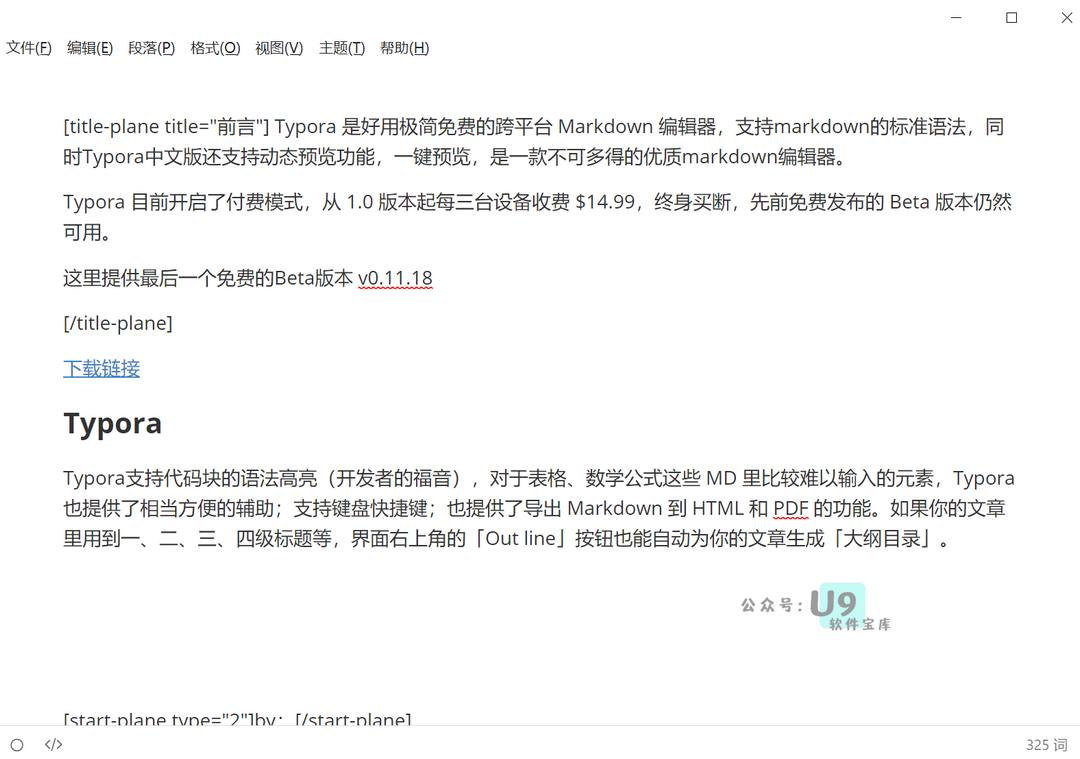 文件(F) 编辑(E) 段落(P) 格式(O) 视图(V) 主题(T) 帮助(H)
[title-plane title="前言"] Typora 是好用极简免费的跨平台 Markdown 编辑器，支持markdown的标准语法，同
时Typora中文版还支持动态预览功能，一键预览，是一款不可多得的优质markdown编辑器。
Typora 目前开启了付费模式，从 1.0 版本起每三台设备收费 $14.99，终身买断，先前免费发布的 Beta 版本仍然
可用。
这里提供最后一个免费的Beta版本 v0.11.18
[/title-plane]
下载链接
Typora
Typora支持代码块的语法高亮（开发者的福音），对于表格、数学公式这些 MD 里比较难以输入的元素，Typora
也提供了相当方便的辅助；支持键盘快捷键；也提供了导出 Markdown 到 HTML 和 PDF 的功能。如果你的文章
里用到一、二、三、四级标题等，界面右上角的「Out line」按钮也能自动为你的文章生成「大纲目录」。
公众号：U9
软件宝库
[start-plane type="2"]by：[/start-plane]
</> 325 词